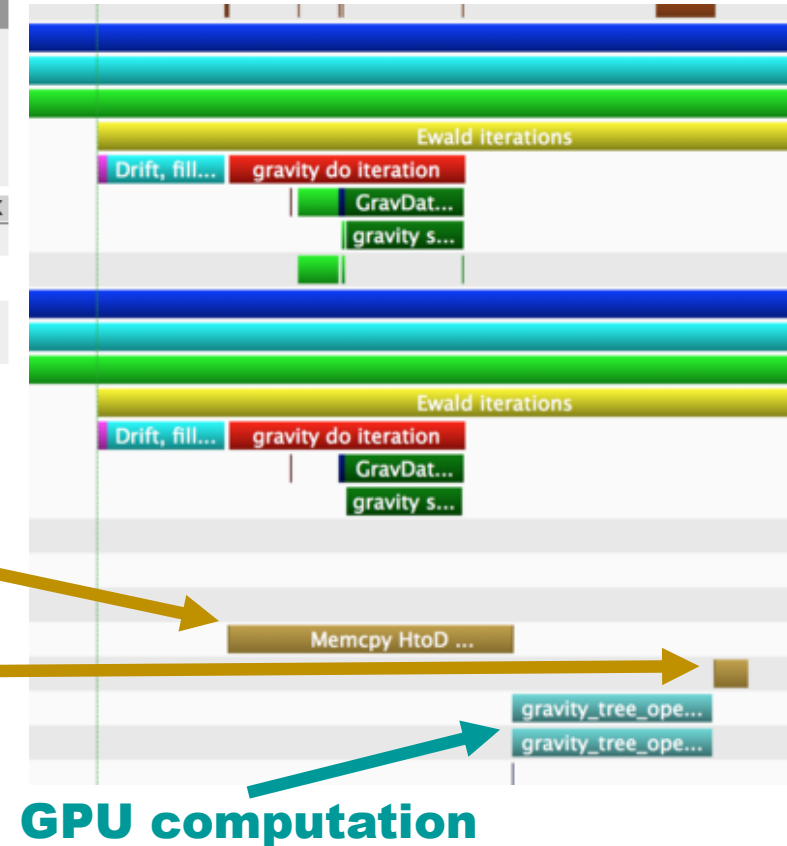 Ewald iterations
Drift, fill... gravity do iteration
GravDat...
gravity s...
Ewald iterations
Drift, fill... gravity do iteration
GravDat...
gravity s...
Memcpy HtoD ...
gravity_tree_ope...
gravity_tree_ope...
GPU computation